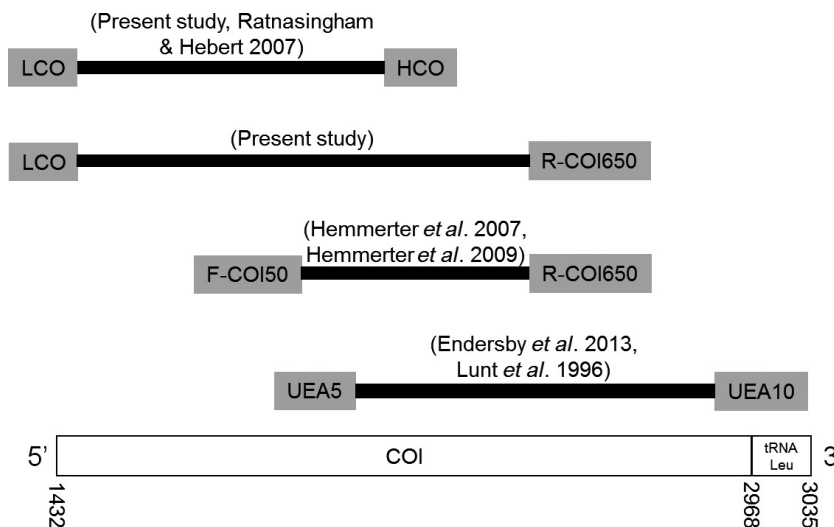 (Present study, Ratnasingham
& Hebert 2007)
LCO HCO
(Present study)
LCO R-COI650
(Hemmerter et al. 2007,
Hemmerter et al. 2009)
F-COI50 R-COI650
(Endersby et al. 2013,
Lunt et al. 1996)
UEA5 UEA10
5’ COI tRNA Leu 3
1432 2968 3035